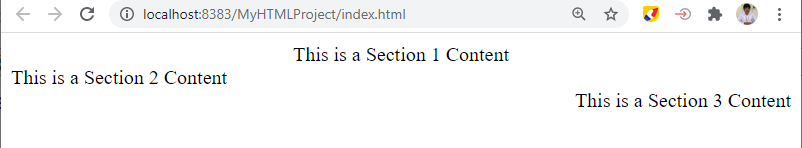 localhost:8383/MyHTMLProject/index.html
This is a Section 1 Content
This is a Section 2 Content
This is a Section 3 Content